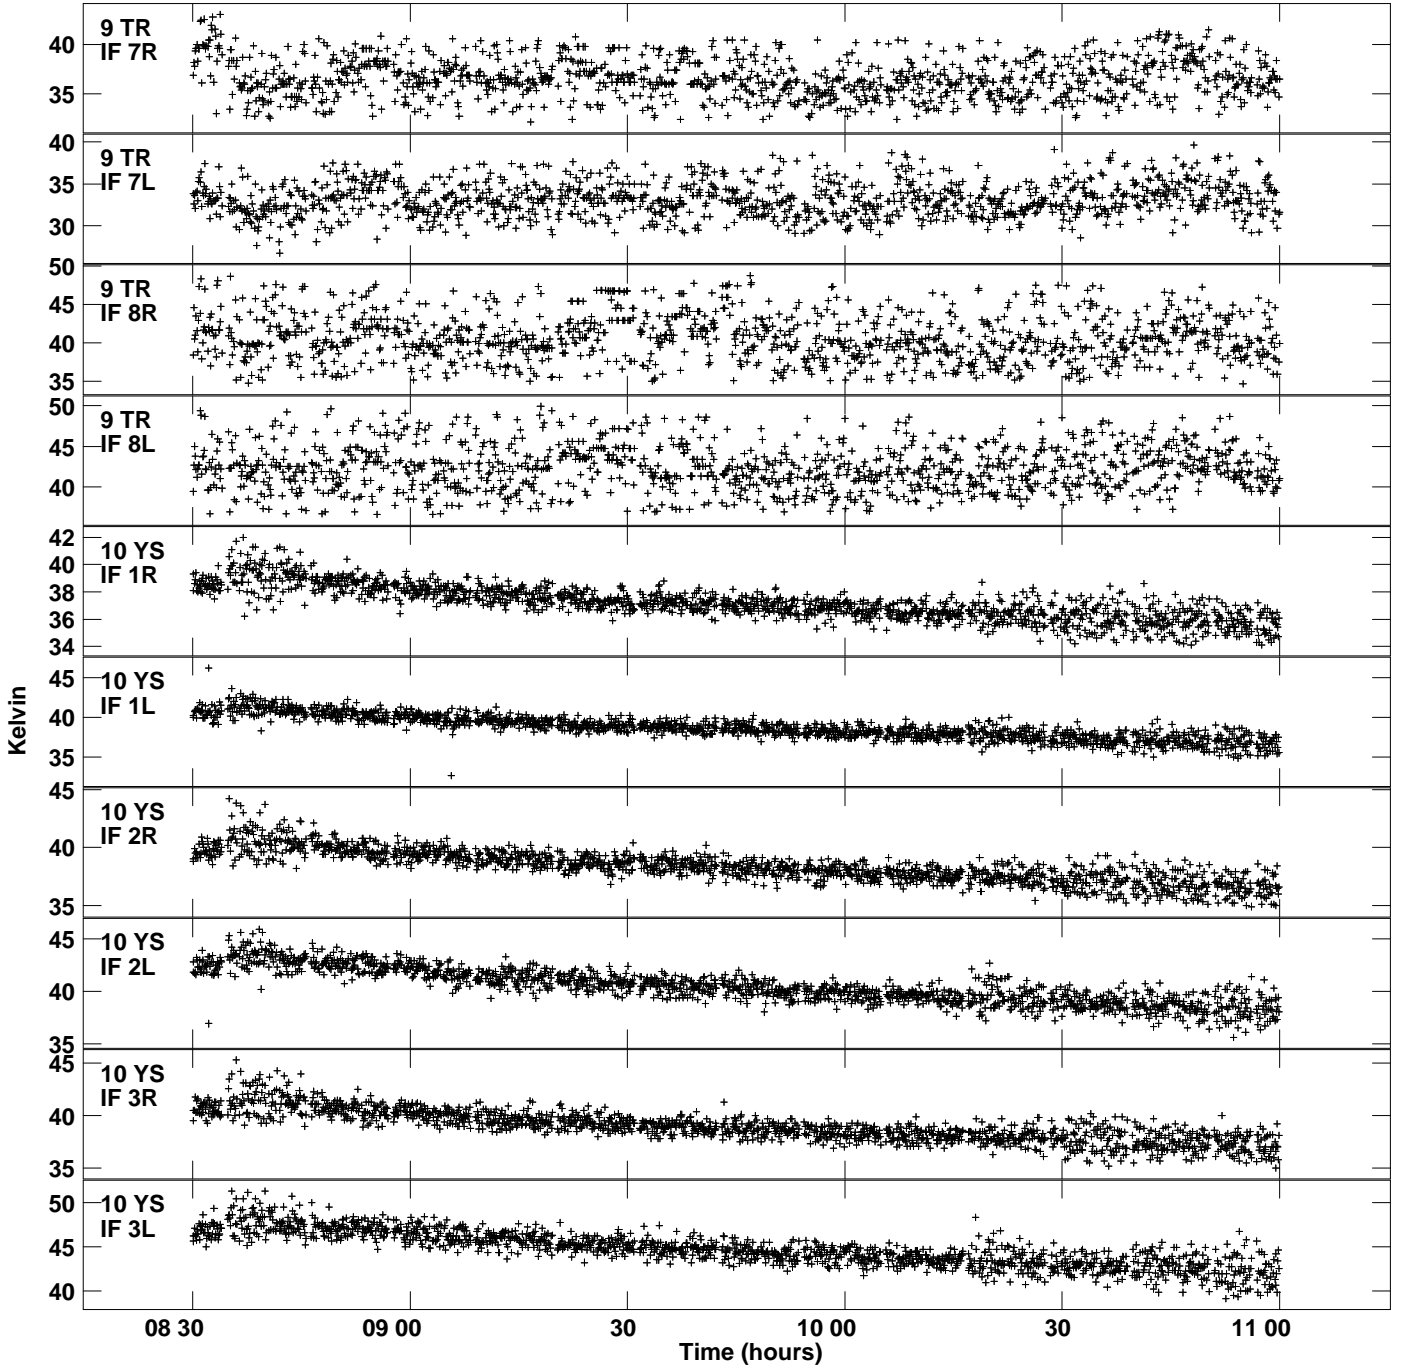 9 TR
IF 7R
40
35
9 TR
IF 7L
40
35
30
9 TR
IF 8R
50
45
40
35
9 TR
IF 8L
50
45
40
10 YS
IF 1R
42
40
38
36
34
10 YS
IF 1L
45
40
35
10 YS
IF 2R
45
40
35
10 YS
IF 2L
45
40
35
10 YS
IF 3R
45
40
35
10 YS
IF 3L
50
45
40
Kelvin
08 30 09 00 30 10 00 30 11 00
Time (hours)